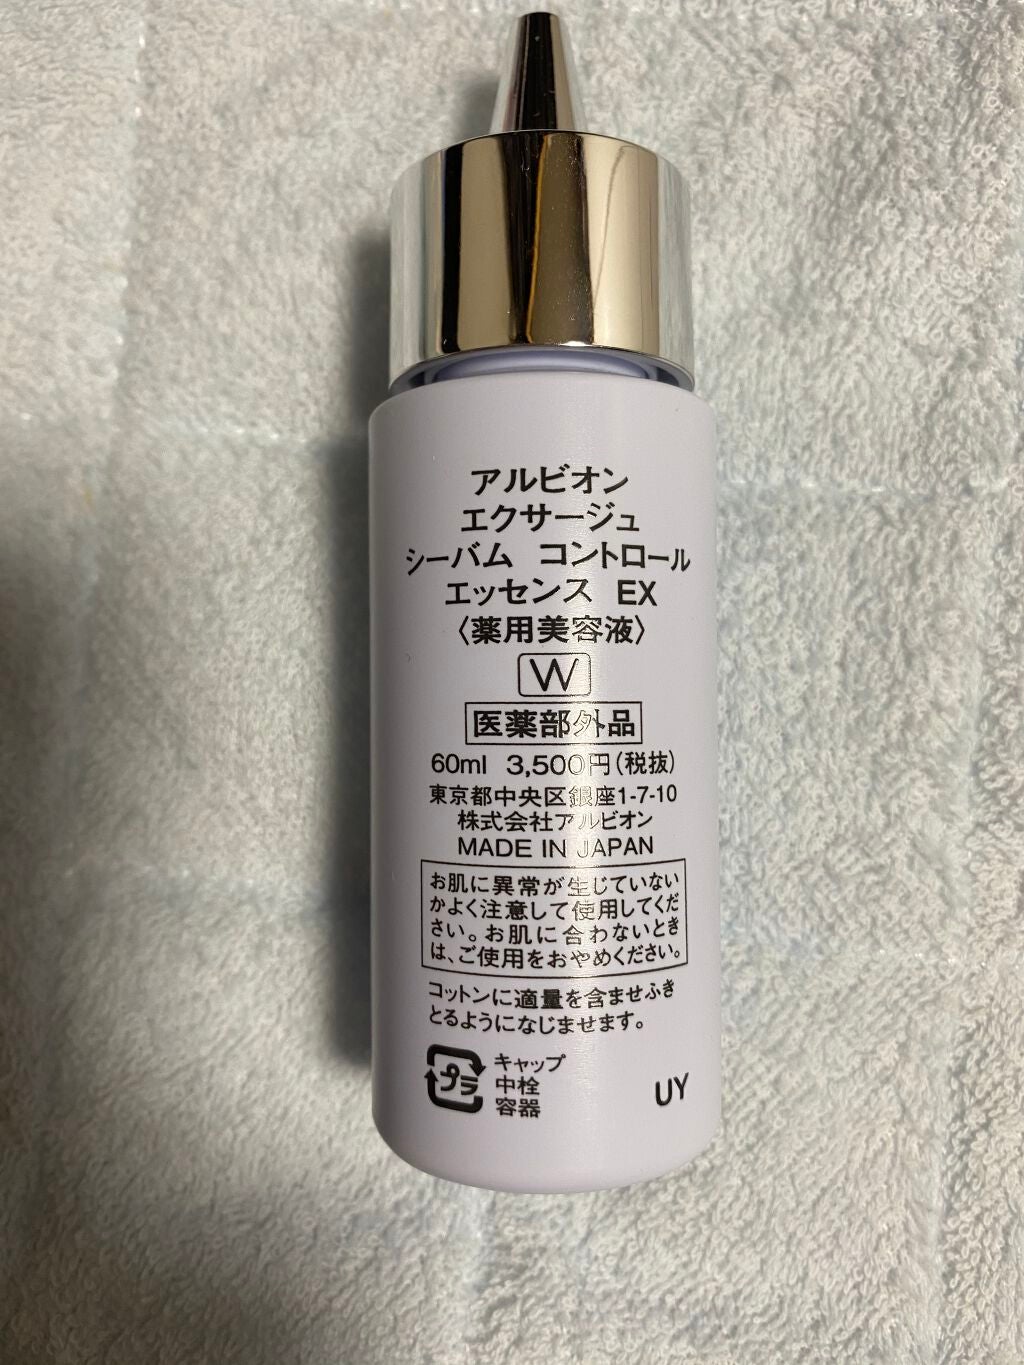 アルビオン
エクサージュ
シーバム コントロール
エッセンス EX
〈薬用美容液〉
W
医薬部外品
60ml 3,500円(税抜)
東京都中央区銀座1-7-10
株式会社アルビオン
MADE IN JAPAN
お肌に異常が生じていない
かよく注意して使用してくだ
さい。お肌に合わないとき
は、ご使用をおやめください。
コットンに適量を含ませふき
とるようになじませます。
プラ
キャップ
中栓
容器
UY